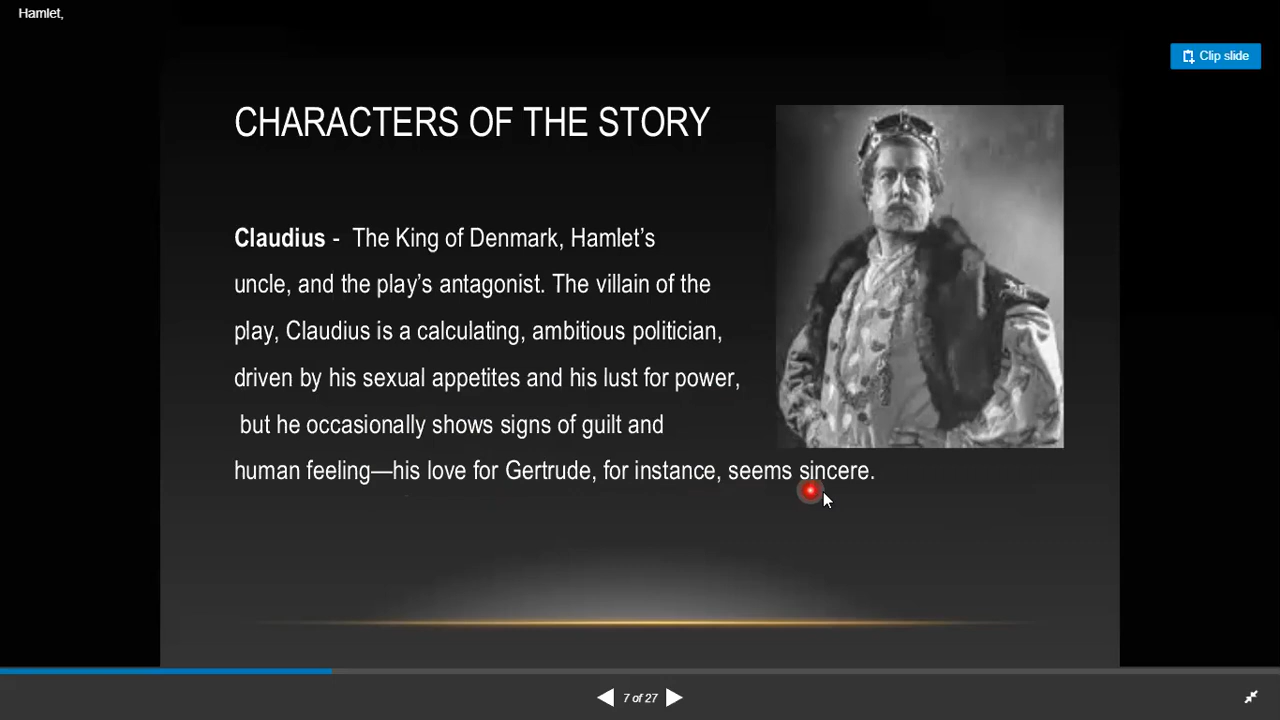 Hamlet,
Clip slide
CHARACTERS OF THE STORY
Claudius - The King of Denmark, Hamlet’s
uncle, and the play’s antagonist. The villain of the
play, Claudius is a calculating, ambitious politician,
driven by his sexual appetites and his lust for power,
but he occasionally shows signs of guilt and
human feeling—his love for Gertrude, for instance, seems sincere.
7 of 27